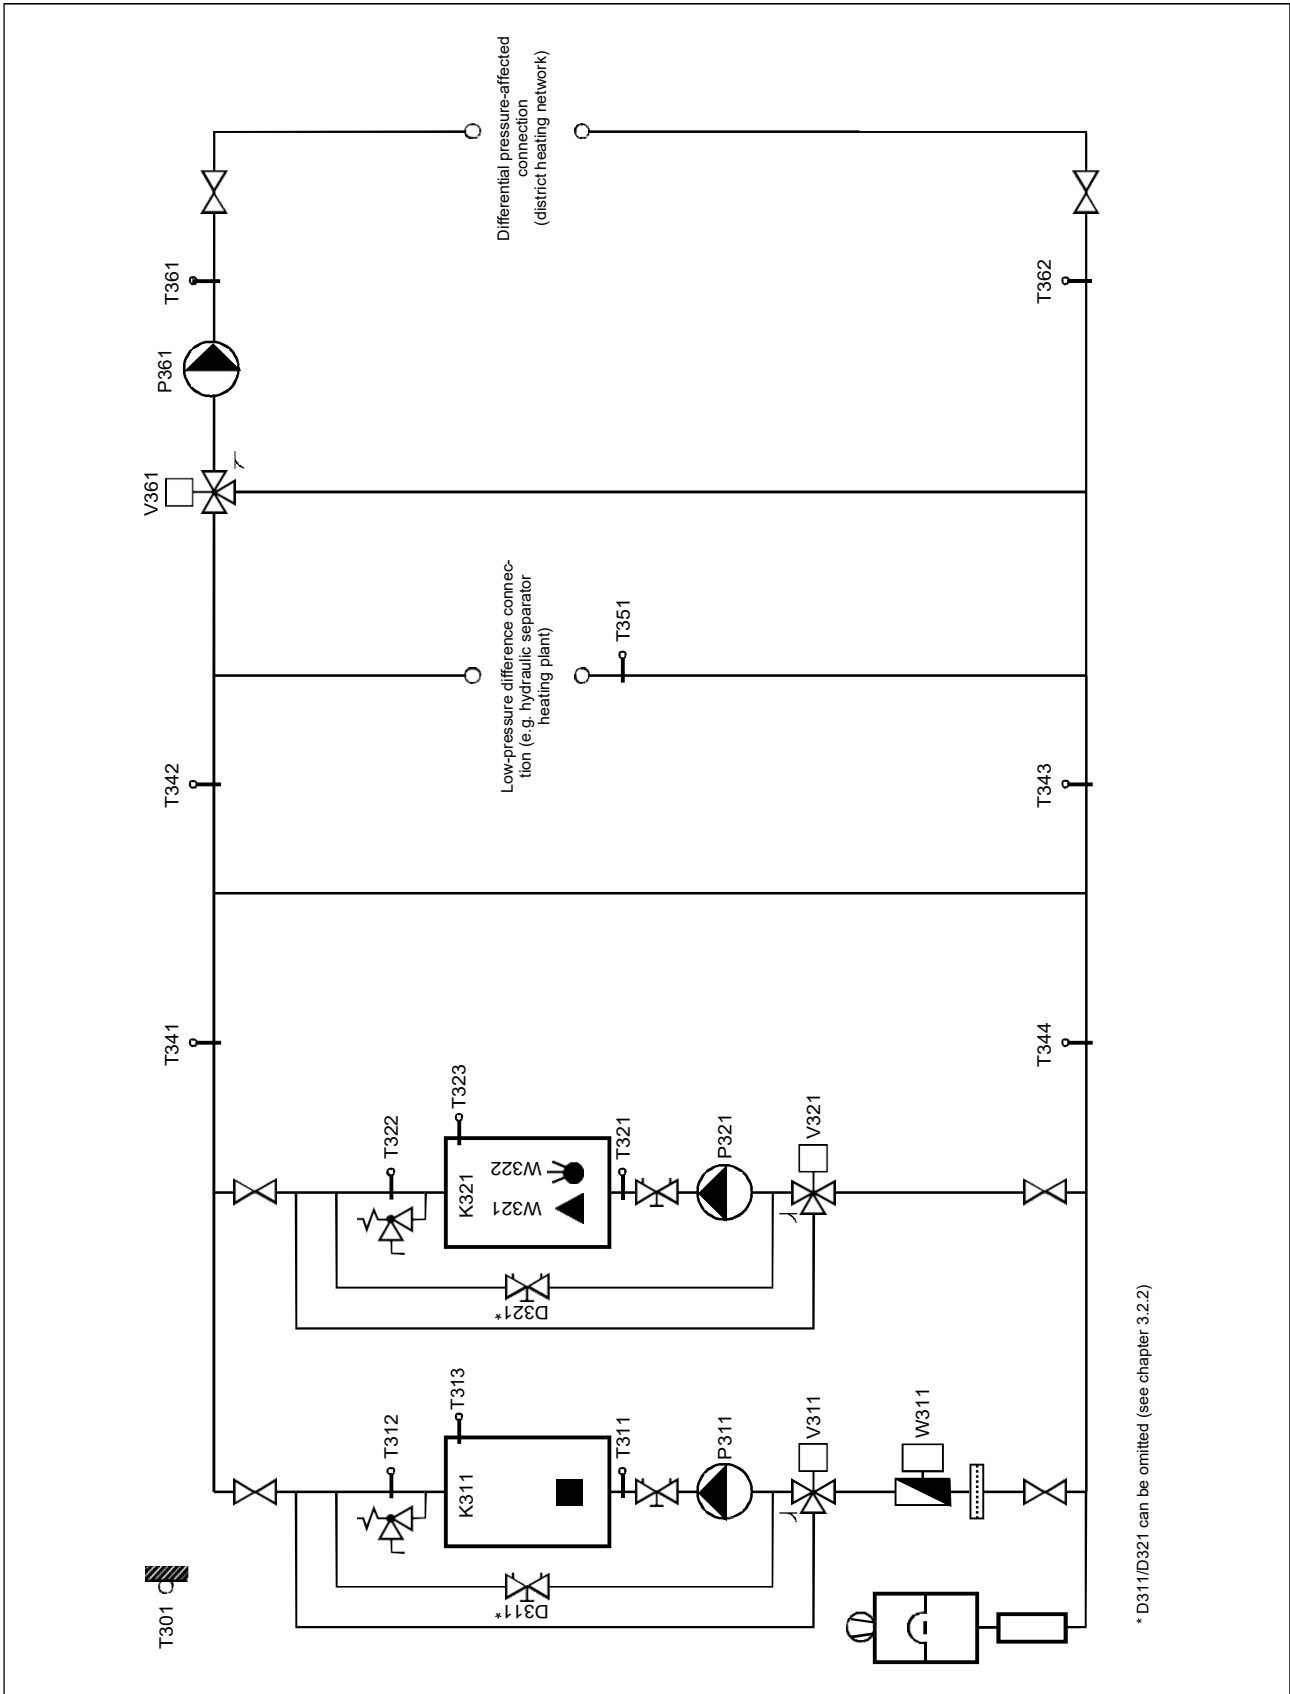 T301
T341
T342
V361
P361
T361
Differential pressure-affected
connection
(district heating network)
Low-pressure difference connec-
tion (e.g. hydraulic separator
heating plant)
T351
T312
T313
K311
T311
P311
V311
W311
D311*
T322
T323
K321
W321
W322
T321
P321
V321
D321*
T344
T343
T362
* D311/D321 can be omitted (see chapter 3.2.2)